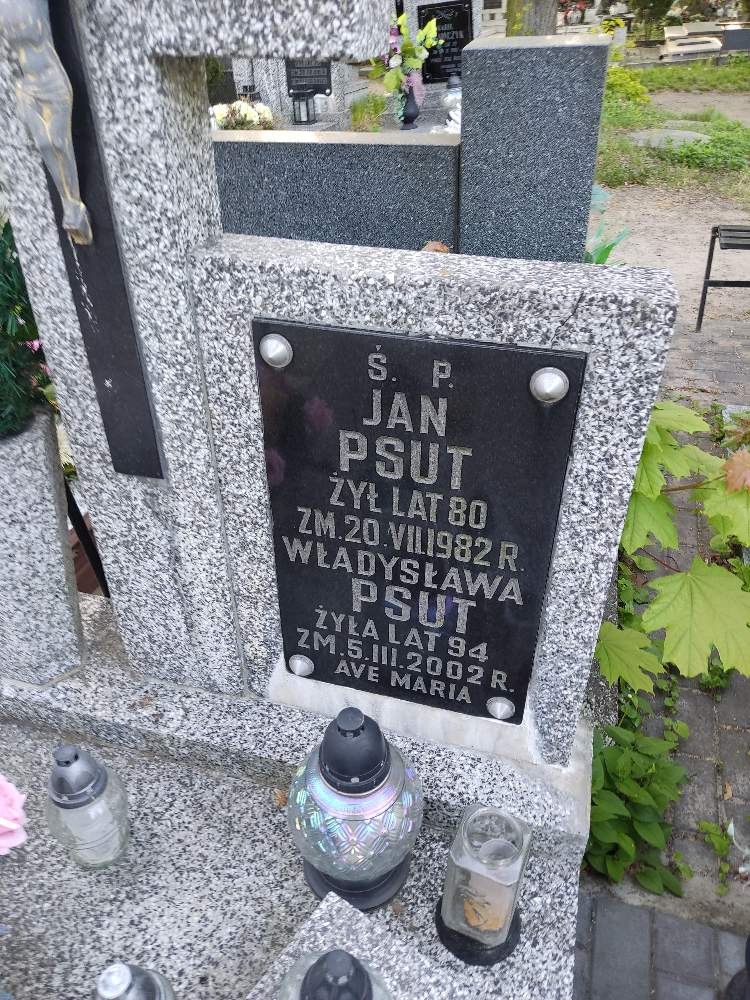 Ś. P.
JAN
PSUT
ŻYŁ LAT 80
ZM. 20.VII.1982 R.
WŁADYSŁAWA
PSUT
ŻYŁA LAT 94
ZM. 5.III.2002 R.
AVE MARIA